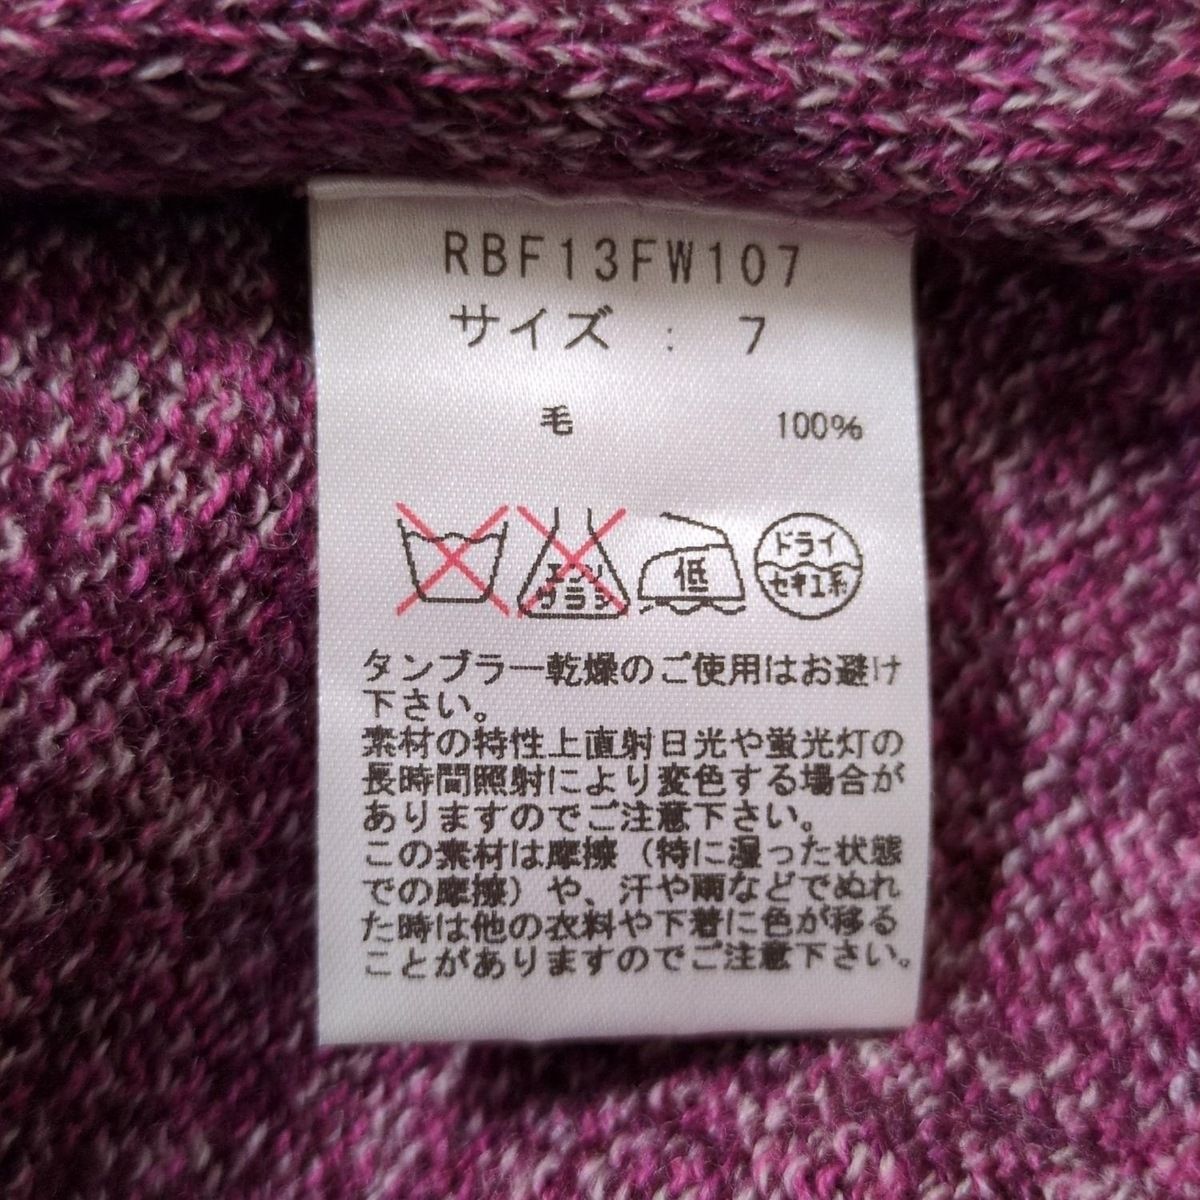 RBF13FW107
サイズ : 7
毛 100%
エンソ
サラシ
低
ドライ
セキユ系
タンブラー乾燥のご使用はお避け
下さい。
素材の特性上直射日光や蛍光灯の
長時間照射により変色する場合が
ありますのでご注意下さい。
この素材は摩擦（特に湿った状態
での摩擦）や、汗や雨などでぬれ
た時は他の衣料や下着に色が移る
ことがありますのでご注意下さい。